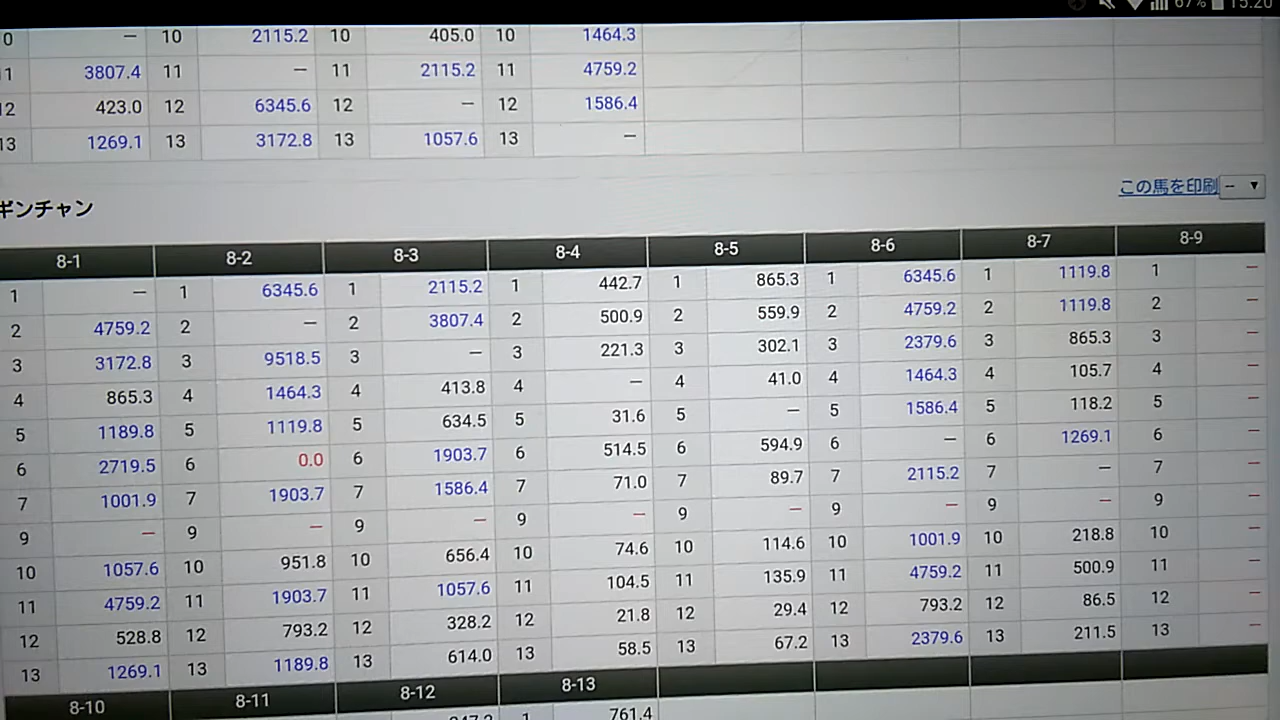 67% 15:20
10 2115.2 10 405.0 10 1464.3
3807.4 11 — 11 2115.2 11 4759.2
423.0 12 6345.6 12 — 12 1586.4
1269.1 13 3172.8 13 1057.6 13 —
この馬を印刷 -- ▼
ギンチャン
8-1 8-2 8-3 8-4 8-5 8-6 8-7 8-9
1 — 1 6345.6 1 2115.2 1 442.7 1 865.3 1 6345.6 1 1119.8 1 —
2 4759.2 2 — 2 3807.4 2 500.9 2 559.9 2 4759.2 2 1119.8 2 —
3 3172.8 3 9518.5 3 — 3 221.3 3 302.1 3 2379.6 3 865.3 3 —
4 865.3 4 1464.3 4 413.8 4 — 4 41.0 4 1464.3 4 105.7 4 —
5 1189.8 5 1119.8 5 634.5 5 31.6 5 — 5 1586.4 5 118.2 5 —
6 2719.5 6 0.0 6 1903.7 6 514.5 6 594.9 6 — 6 1269.1 6 —
7 1001.9 7 1903.7 7 1586.4 7 71.0 7 89.7 7 2115.2 7 — 7 —
9 — 9 — 9 — 9 — 9 — 9 — 9 — 9 —
10 1057.6 10 951.8 10 656.4 10 74.6 10 114.6 10 1001.9 10 218.8 10 —
11 4759.2 11 1903.7 11 1057.6 11 104.5 11 135.9 11 4759.2 11 500.9 11 —
12 528.8 12 793.2 12 328.2 12 21.8 12 29.4 12 793.2 12 86.5 12 —
13 1269.1 13 1189.8 13 614.0 13 58.5 13 67.2 13 2379.6 13 211.5 13 —
8-10 8-11 8-12 8-13
1 761.4